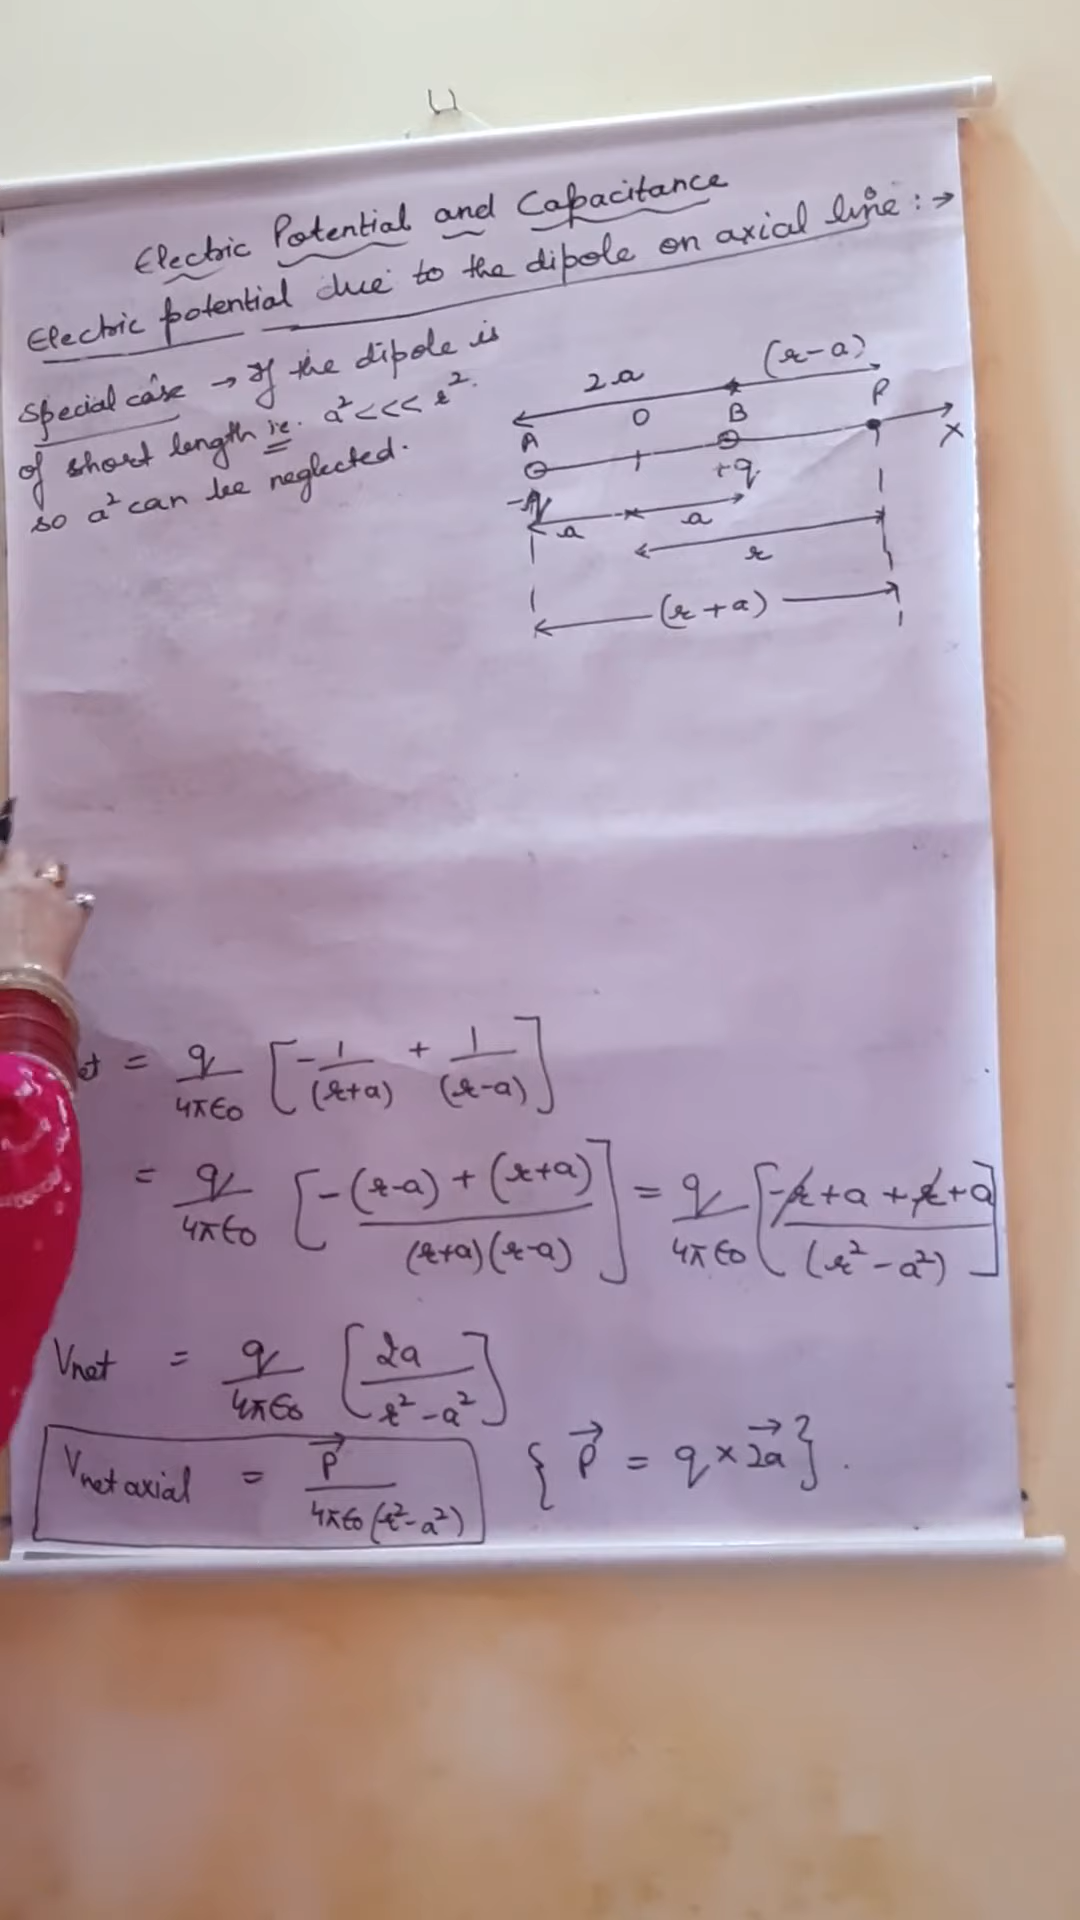 Electric Potential and Capacitance
Electric potential due to the dipole on axial line :→
Special case → If the dipole is
of short length i.e. a² <<< r².
so a² can be neglected.
2a
(r-a)
A
O
B
P
X
-q
+q
a
a
r
(r+a)
et = q/4πϵ0 [-1/(r+a) + 1/(r-a)]
= q/4πϵ0 [-(r-a) + (r+a)/(r+a)(r-a)] = q/4πϵ0 [-r+a+r+a/(r²-a²)]
Vnet = q/4πϵ0 [2a/r²-a²]
Vnet axial = P⃗/4πϵ0(r²-a²) {P⃗ = q×2a⃗}.